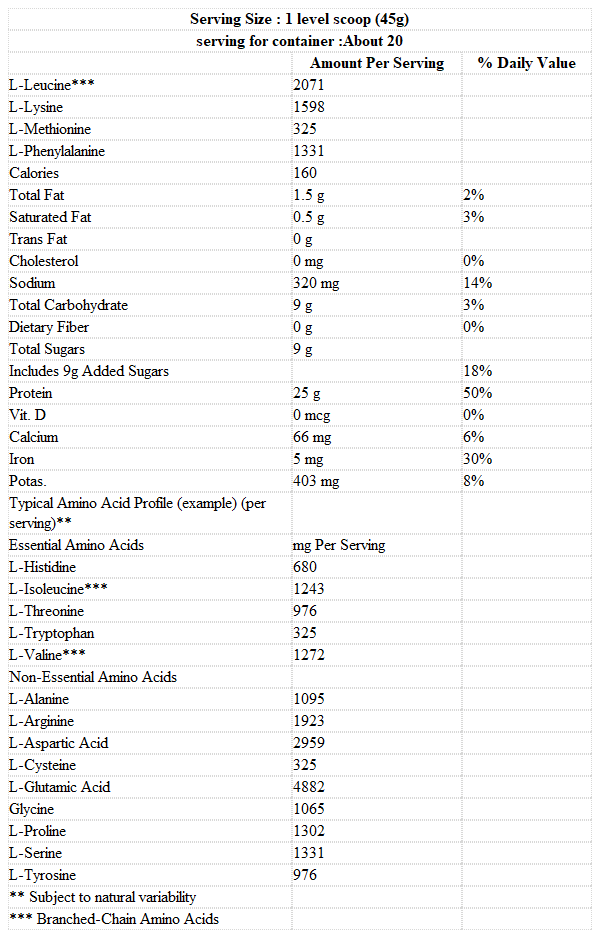 Serving Size : 1 level scoop (45g)
serving for container :About 20
Amount Per Serving % Daily Value
L-Leucine*** 2071
L-Lysine 1598
L-Methionine 325
L-Phenylalanine 1331
Calories 160
Total Fat 1.5 g 2%
Saturated Fat 0.5 g 3%
Trans Fat 0 g
Cholesterol 0 mg 0%
Sodium 320 mg 14%
Total Carbohydrate 9 g 3%
Dietary Fiber 0 g 0%
Total Sugars 9 g
Includes 9g Added Sugars 18%
Protein 25 g 50%
Vit. D 0 mcg 0%
Calcium 66 mg 6%
Iron 5 mg 30%
Potas. 403 mg 8%
Typical Amino Acid Profile (example) (per
serving)**
Essential Amino Acids mg Per Serving
L-Histidine 680
L-Isoleucine*** 1243
L-Threonine 976
L-Tryptophan 325
L-Valine*** 1272
Non-Essential Amino Acids
L-Alanine 1095
L-Arginine 1923
L-Aspartic Acid 2959
L-Cysteine 325
L-Glutamic Acid 4882
Glycine 1065
L-Proline 1302
L-Serine 1331
L-Tyrosine 976
** Subject to natural variability
*** Branched-Chain Amino Acids